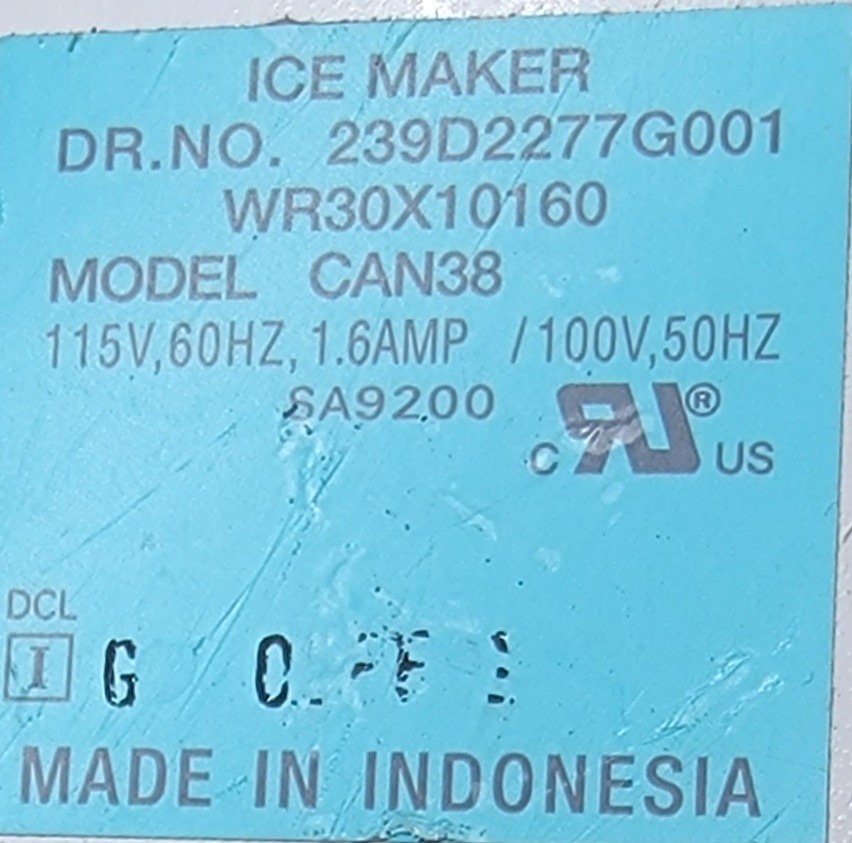 ICE MAKER
DR.NO. 239D2277G001
WR30X10160
MODEL CAN38
115V,60HZ,1.6AMP /100V,50HZ
SA9200
c RU® US
DCL
I G
MADE IN INDONESIA